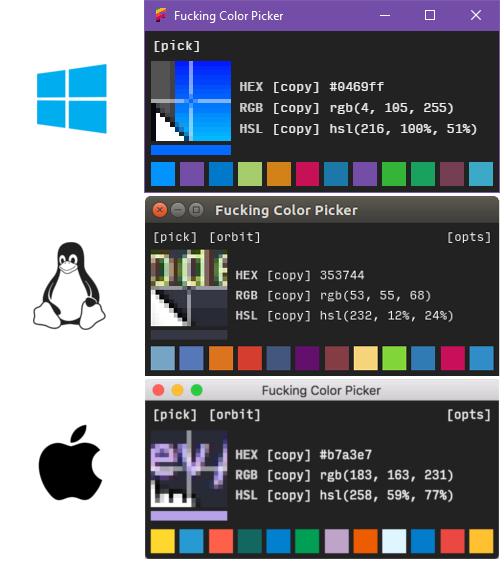 Fucking Color Picker
[pick]
HEX [copy] #0469ff
RGB [copy] rgb(4, 105, 255)
HSL [copy] hsl(216, 100%, 51%)
Fucking Color Picker
[pick] [orbit] [opts]
HEX [copy] 353744
RGB [copy] rgb(53, 55, 68)
HSL [copy] hsl(232, 12%, 24%)
Fucking Color Picker
[pick] [orbit] [opts]
ev/
HEX [copy] #b7a3e7
RGB [copy] rgb(183, 163, 231)
HSL [copy] hsl(258, 59%, 77%)